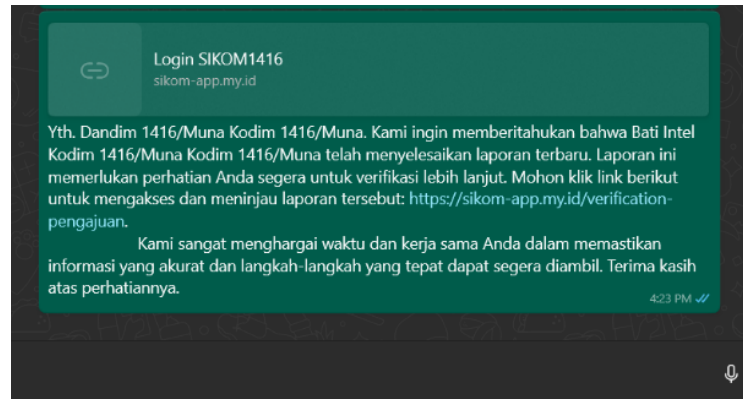 Login SIKOM1416
sikom-app.my.id
Yth. Dandim 1416/Muna Kodim 1416/Muna. Kami ingin memberitahukan bahwa Bati Intel
Kodim 1416/Muna Kodim 1416/Muna telah menyelesaikan laporan terbaru. Laporan ini
memerlukan perhatian Anda segera untuk verifikasi lebih lanjut. Mohon klik link berikut
untuk mengakses dan meninjau laporan tersebut: https://sikom-app.my.id/verification-
pengajuan.
Kami sangat menghargai waktu dan kerja sama Anda dalam memastikan
informasi yang akurat dan langkah-langkah yang tepat dapat segera diambil. Terima kasih
atas perhatiannya.
4:23 PM